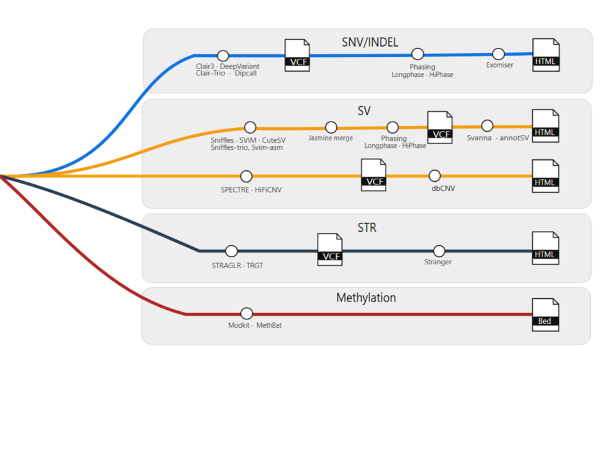 SNV/INDEL
VCF
HTML
Clair3 · DeepVariant
Clair-Trio · Dipcall
Phasing
Longphase · HiPhase
Exomiser
SV
VCF
HTML
Sniffles · SVIM · CuteSV
Sniffles-trio, Svim-asm
Jasmine merge
Phasing
Longphase · HiPhase
Svanna · annotSV
VCF
HTML
SPECTRE · HiFiCNV
dbCNV
STR
VCF
HTML
STRAGLR · TRGT
Stranger
Methylation
Bed
Modkit · MethBat